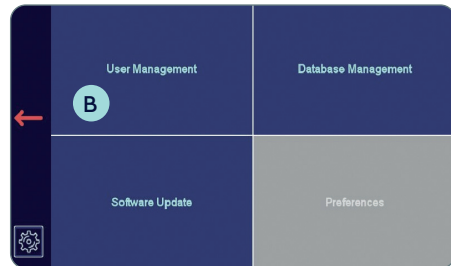 User Management
Database Management
B
Software Update
Preferences